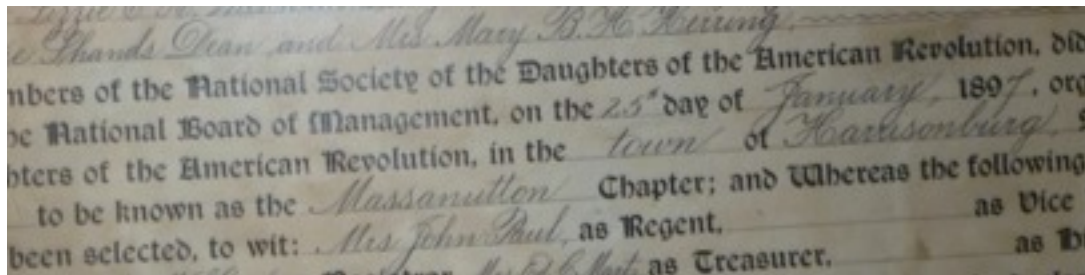 Lizzie C.
e Shands Dean and Mrs Mary B. H. Herring,
mbers of the National Society of the Daughters of the American Revolution, did
he National Board of Management, on the 25" day of January, 1897, org
hters of the American Revolution, in the town of Harrisonburg,
to be known as the Massanutton Chapter; and Whereas the following
been selected, to wit: Mrs John Paul, as Regent, as Vice
as Treasurer,